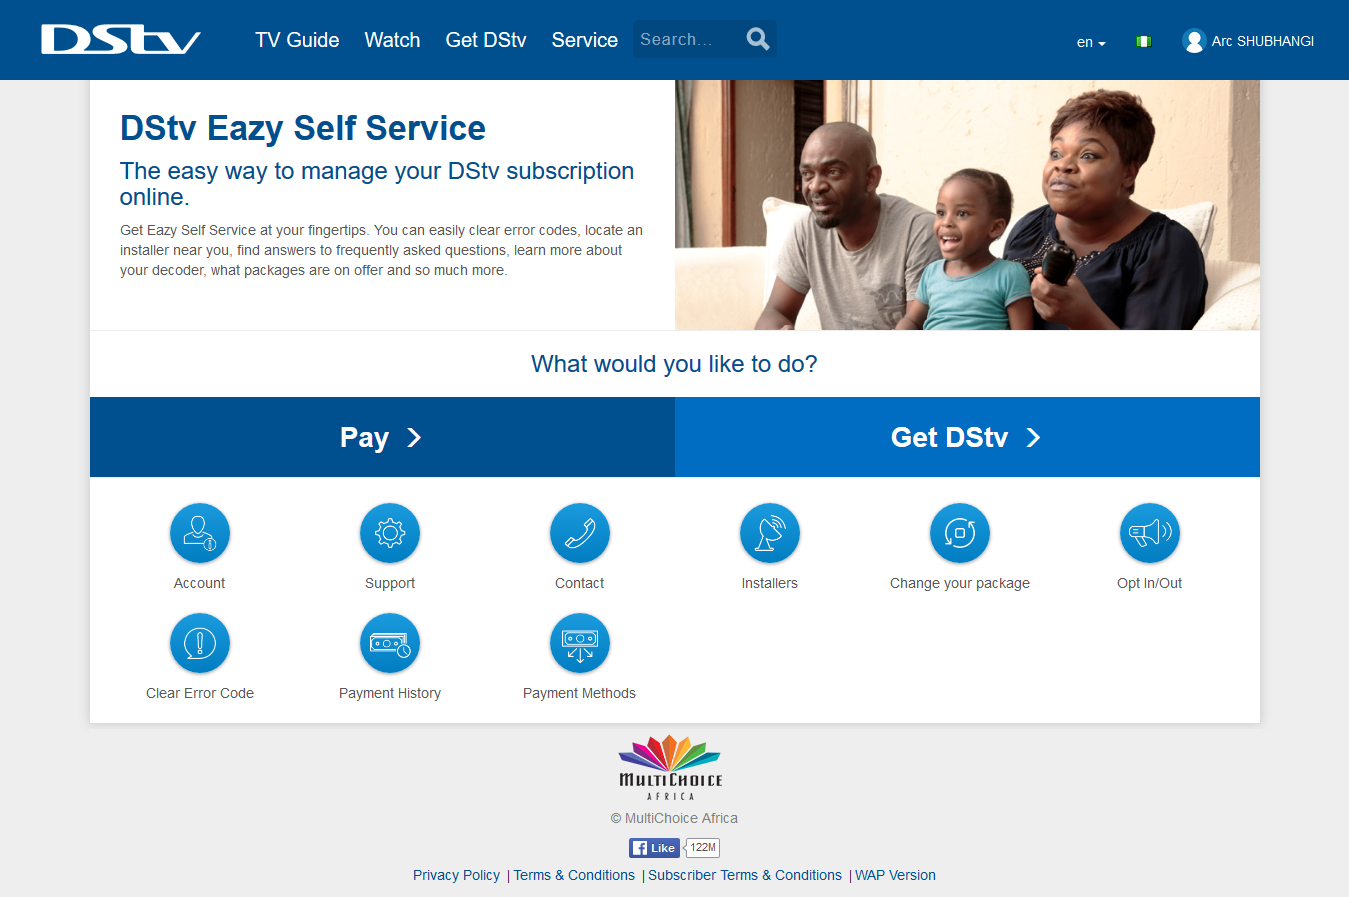 DStv TV Guide Watch Get DStv Service Search... en Arc SHUBHANGI
DStv Eazy Self Service
The easy way to manage your DStv subscription
online.
Get Eazy Self Service at your fingertips. You can easily clear error codes, locate an
installer near you, find answers to frequently asked questions, learn more about
your decoder, what packages are on offer and so much more.
What would you like to do?
Pay Get DStv
Account Support Contact Installers Change your package Opt In/Out
Clear Error Code Payment History Payment Methods
MULTICHOICE
AFRICA
© MultiChoice Africa
Like 122M
Privacy Policy | Terms & Conditions | Subscriber Terms & Conditions | WAP Version